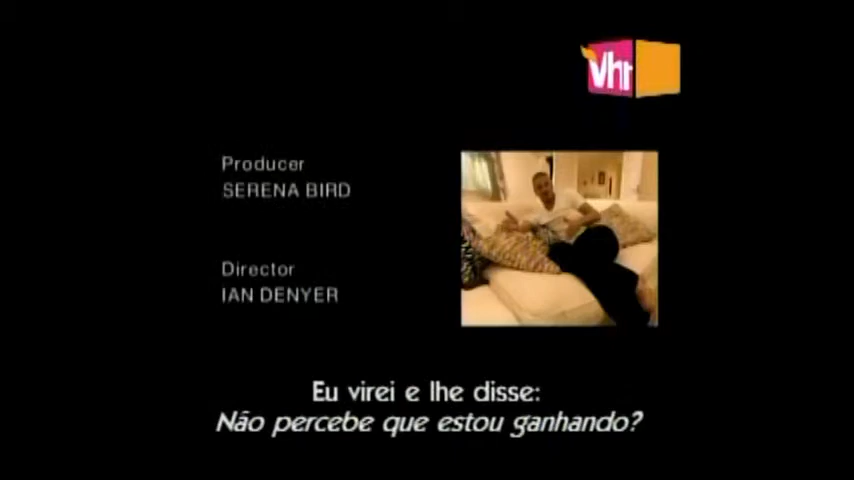 Vh1
Producer
SERENA BIRD
Director
IAN DENYER
Eu virei e lhe disse:
Não percebe que estou ganhando?